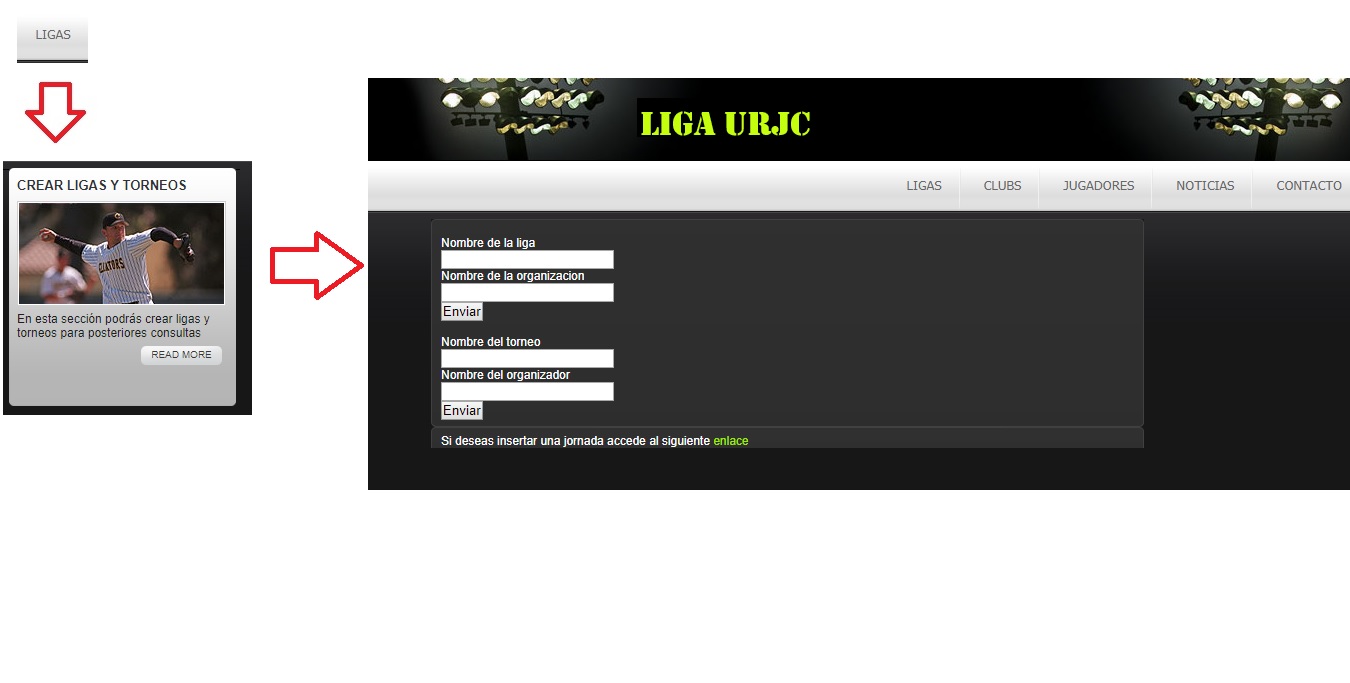 LIGAS
CREAR LIGAS Y TORNEOS
En esta sección podrás crear ligas y
torneos para posteriores consultas
READ MORE
LIGA URJC
LIGAS CLUBS JUGADORES NOTICIAS CONTACTO
Nombre de la liga
Nombre de la organizacion
Enviar
Nombre del torneo
Nombre del organizador
Enviar
Si deseas insertar una jornada accede al siguiente enlace